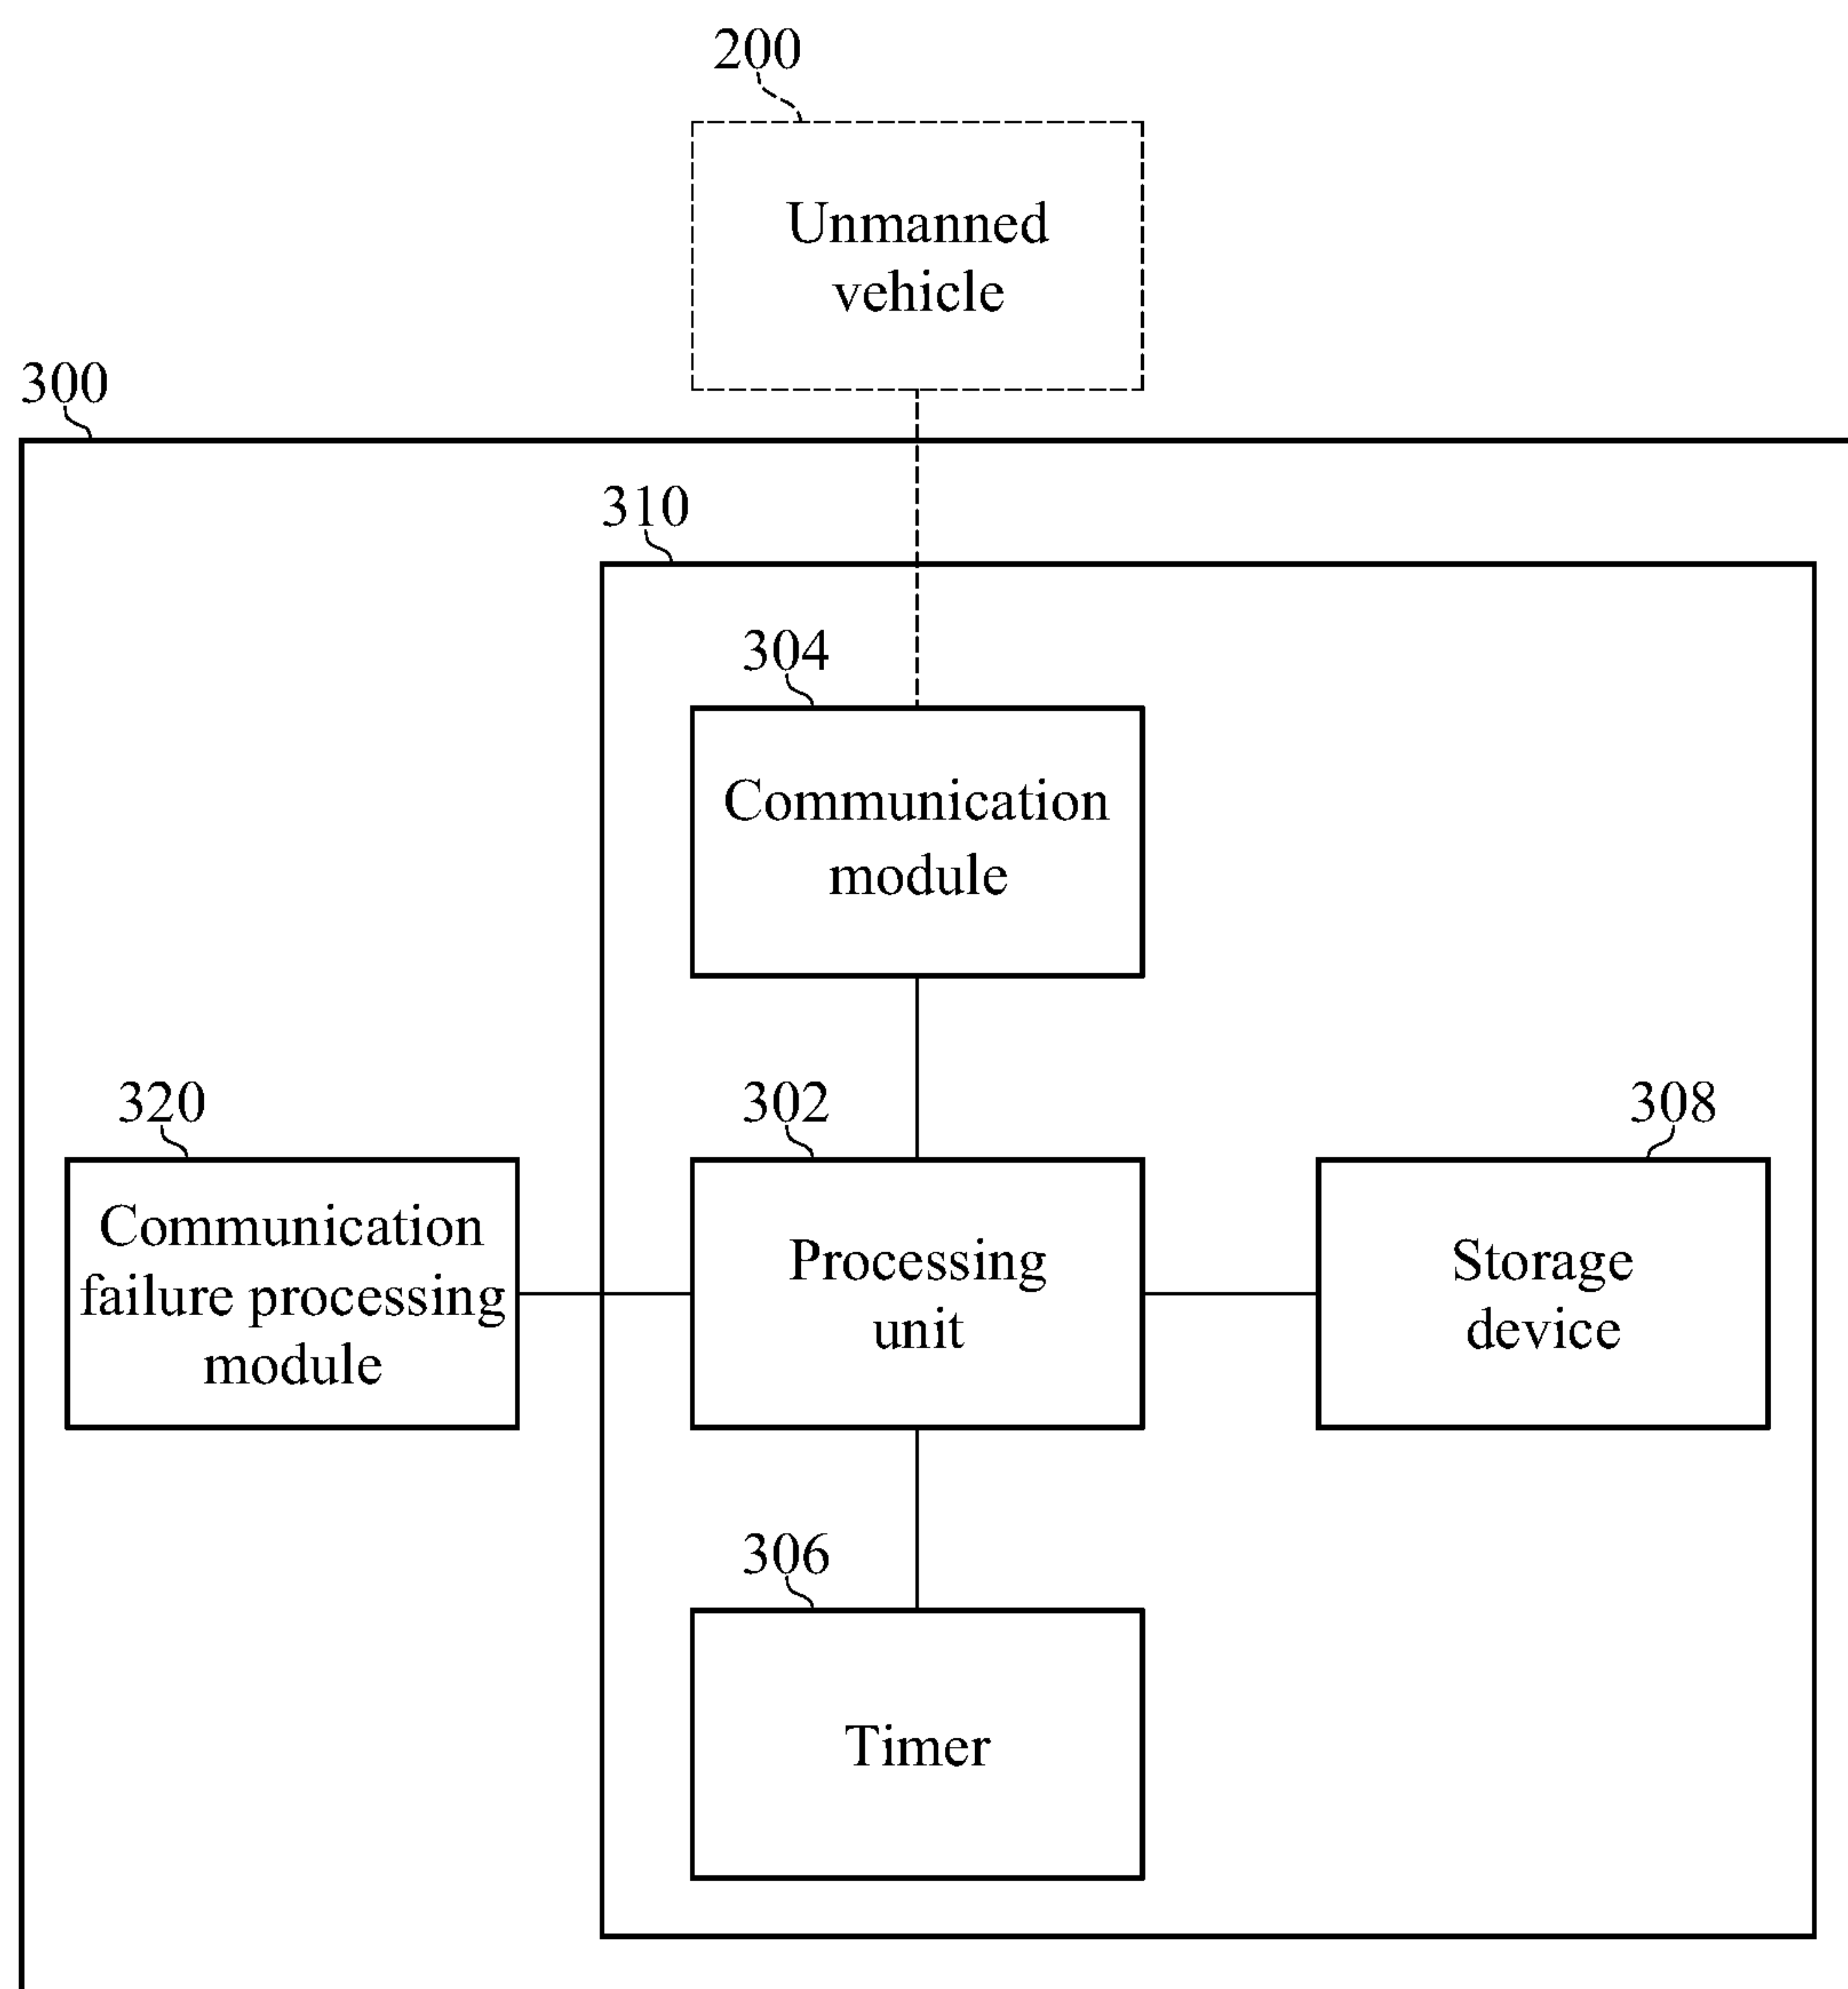 200
Unmanned
vehicle
300
310
304
Communication
module
320
302
308
Communication
failure processing
module
Processing
unit
Storage
device
306
Timer